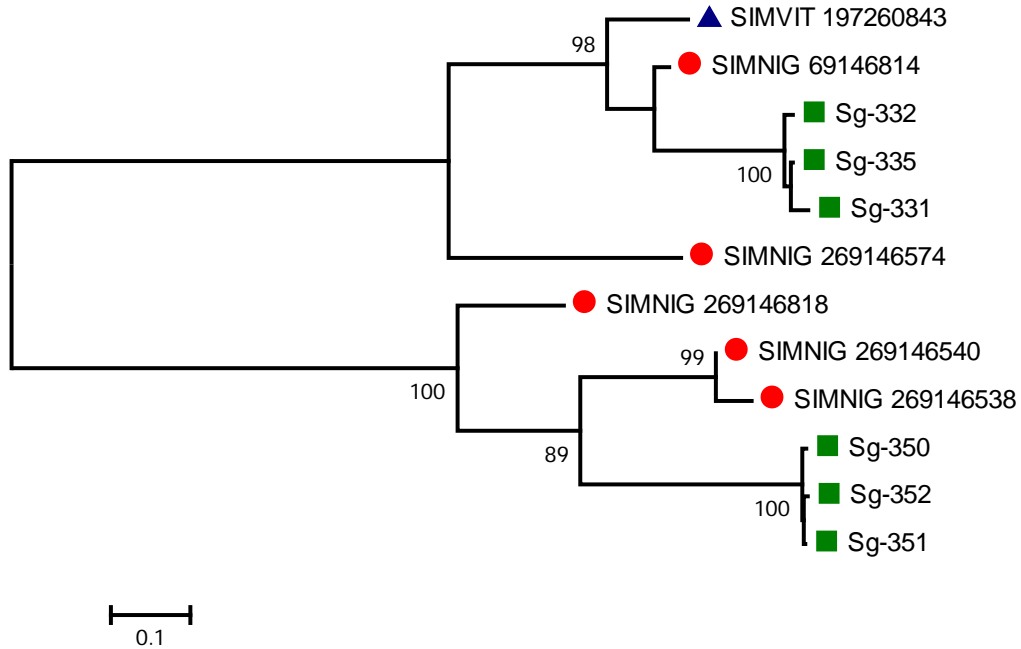 SIMVIT 197260843
98
SIMNIG 69146814
Sg-332
Sg-335
100
Sg-331
SIMNIG 269146574
SIMNIG 269146818
SIMNIG 269146540
99
100
SIMNIG 269146538
Sg-350
89
Sg-352
100
Sg-351
0.1